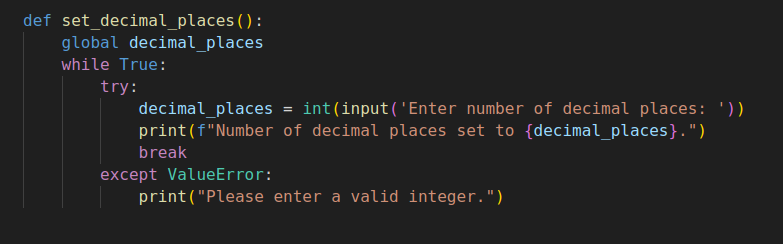 def set_decimal_places():
    global decimal_places
    while True:
        try:
            decimal_places = int(input('Enter number of decimal places: '))
            print(f"Number of decimal places set to {decimal_places}.")
            break
        except ValueError:
            print("Please enter a valid integer.")